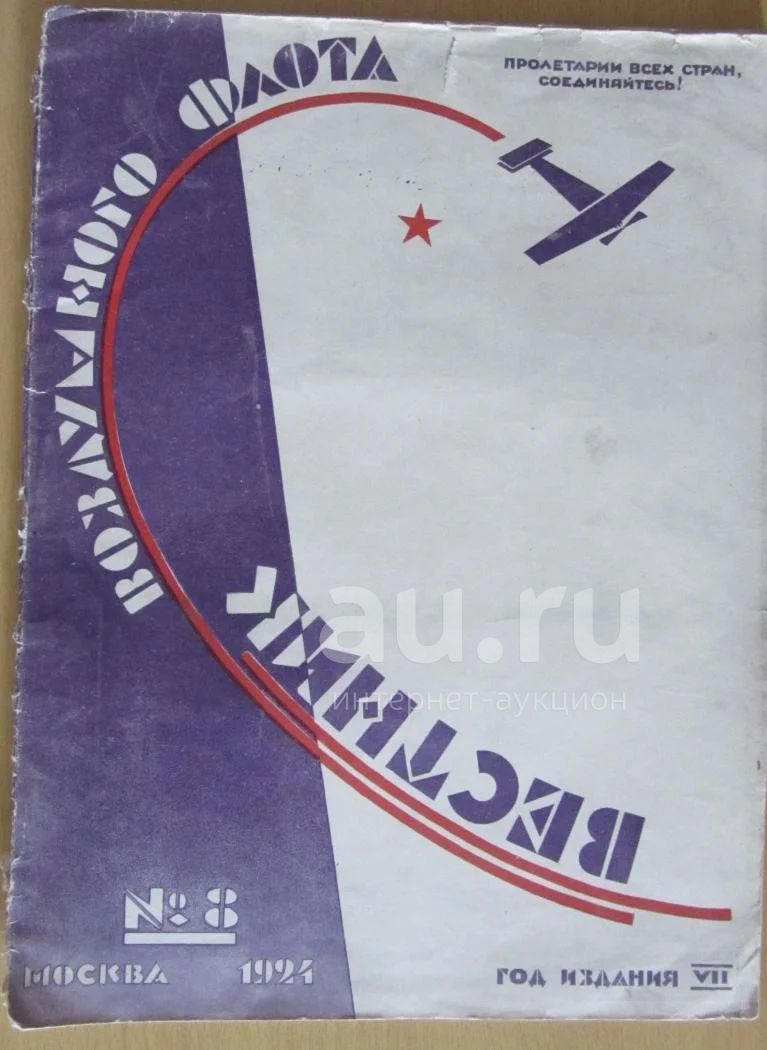 ПРОЛЕТАРИИ ВСЕХ СТРАН,
СОЕДИНЯЙТЕСЬ!
ВЕСТНИК
ВОЗДУШНОГО ФЛОТА
au.ru
интернет-аукцион
№ 8
МОСКВА 1924
ГОД ИЗДАНИЯ VII